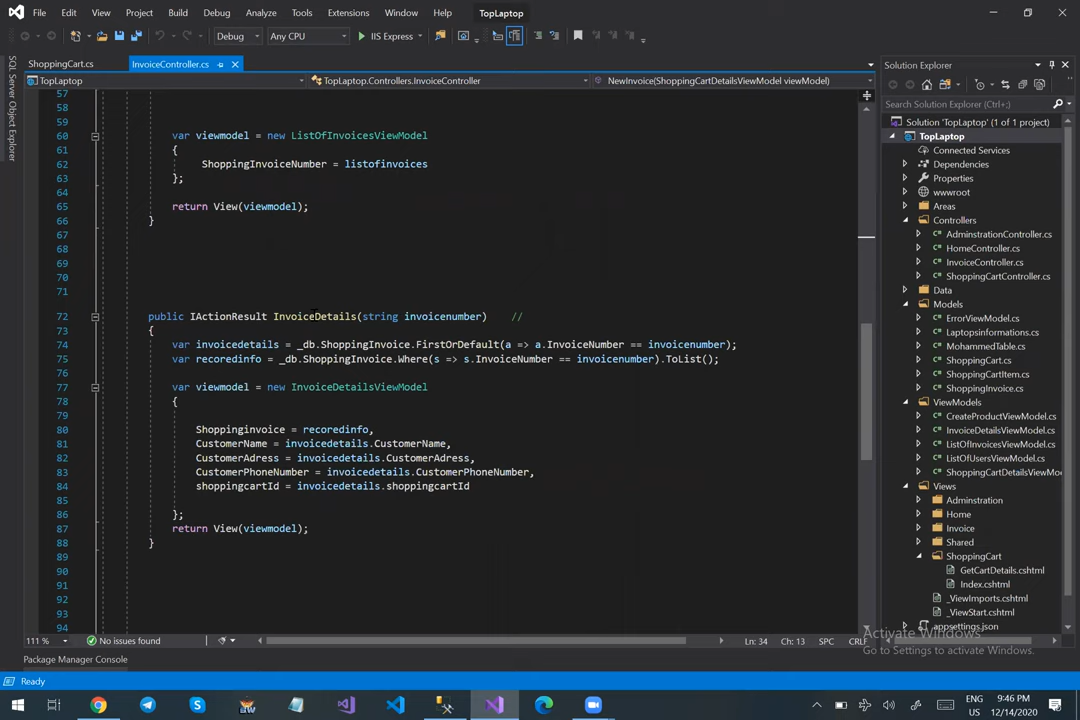 File Edit View Project Build Debug Analyze Tools Extensions Window Help TopLaptop
Debug Any CPU IIS Express
SQL Server Object Explorer
ShoppingCart.cs InvoiceController.cs
TopLaptop TopLaptop.Controllers.InvoiceController NewInvoice(ShoppingCartDetailsViewModel viewModel)
57
58
59
60 var viewmodel = new ListOfInvoicesViewModel
61 {
62 ShoppingInvoiceNumber = listofinvoices
63 };
64
65 return View(viewmodel);
66 }
67
68
69
70
71
72 public IActionResult InvoiceDetails(string invoicenumber) //
73 {
74 var invoicedetails = _db.ShoppingInvoice.FirstOrDefault(a => a.InvoiceNumber == invoicenumber);
75 var recoredinfo = _db.ShoppingInvoice.Where(s => s.InvoiceNumber == invoicenumber).ToList();
76
77 var viewmodel = new InvoiceDetailsViewModel
78 {
79
80 Shoppinginvoice = recoredinfo,
81 CustomerName = invoicedetails.CustomerName,
82 CustomerAdress = invoicedetails.CustomerAdress,
83 CustomerPhoneNumber = invoicedetails.CustomerPhoneNumber,
84 shoppingcartId = invoicedetails.shoppingcartId
85
86 };
87 return View(viewmodel);
88 }
89
90
91
92
93
94
111 % No issues found Ln: 34 Ch: 13 SPC CRLF
Package Manager Console
Ready
Solution Explorer
Search Solution Explorer (Ctrl+;)
Solution 'TopLaptop' (1 of 1 project)
TopLaptop
Connected Services
Dependencies
Properties
wwwroot
Areas
Controllers
AdminstrationController.cs
HomeController.cs
InvoiceController.cs
ShoppingCartController.cs
Data
Models
ErrorViewModel.cs
Laptopsinformations.cs
MohammedTable.cs
ShoppingCart.cs
ShoppingCartItem.cs
ShoppingInvoice.cs
ViewModels
CreateProductViewModel.cs
InvoiceDetailsViewModel.cs
ListOfInvoicesViewModel.cs
ListOfUsersViewModel.cs
ShoppingCartDetailsViewMo
Views
Adminstration
Home
Invoice
Shared
ShoppingCart
GetCartDetails.cshtml
Index.cshtml
_ViewImports.cshtml
_ViewStart.cshtml
appsettings.json
Activate Windows
Go to Settings to activate Windows.
ENG
US
9:46 PM
12/14/2020